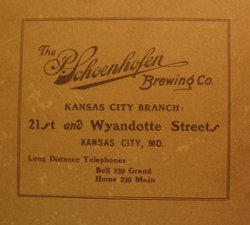 The P. Schoenhofen
Brewing Co.
KANSAS CITY BRANCH:
21st and Wyandotte Streets
KANSAS CITY, MO.
Long Distance Telephones
Bell 239 Grand
Home 239 Main